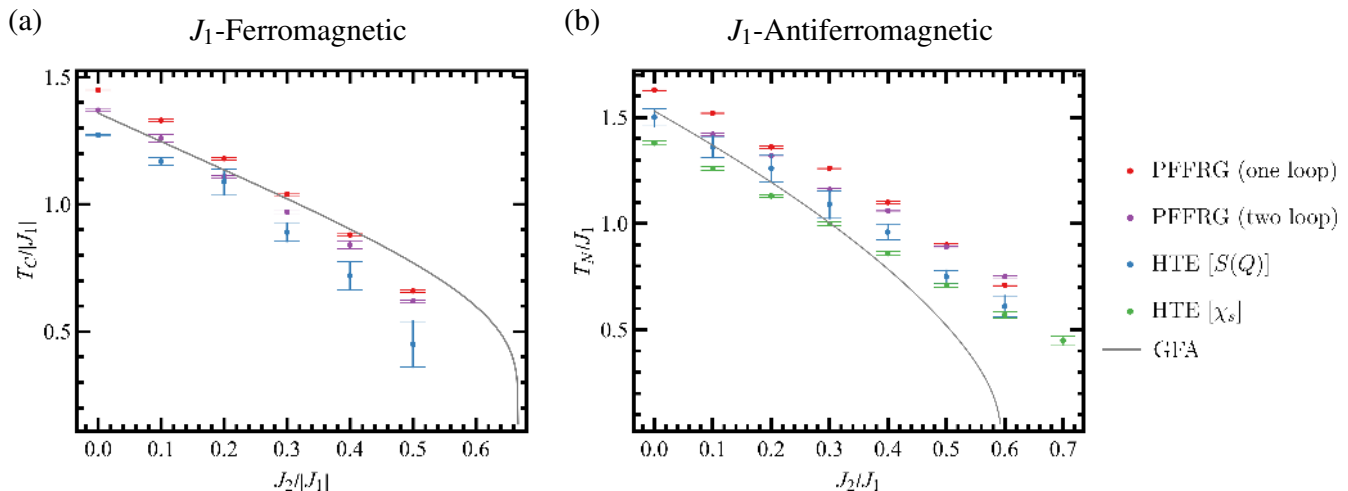 (a)
J₁-Ferromagnetic
T_C/|J₁|
1.5
1.0
0.5
0.0 0.1 0.2 0.3 0.4 0.5 0.6
J₂/|J₁|
(b)
J₁-Antiferromagnetic
T_N/J₁
1.5
1.0
0.5
0.0 0.1 0.2 0.3 0.4 0.5 0.6 0.7
J₂/J₁
PFFRG (one loop)
PFFRG (two loop)
HTE [S(Q)]
HTE [χₛ]
GFA